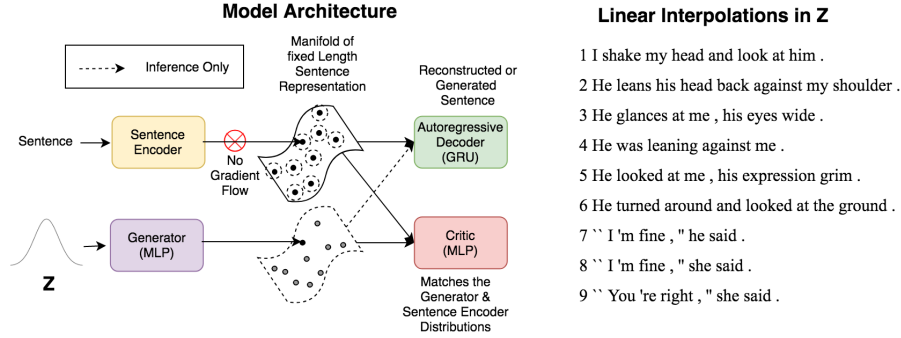 Model Architecture
Inference Only
Manifold of
fixed Length
Sentence
Representation
Reconstructed or
Generated
Sentence
Sentence
Sentence
Encoder
No
Gradient
Flow
Autoregressive
Decoder
(GRU)
Z
Generator
(MLP)
Critic
(MLP)
Matches the
Generator &
Sentence Encoder
Distributions
Linear Interpolations in Z
1 I shake my head and look at him .
2 He leans his head back against my shoulder .
3 He glances at me , his eyes wide .
4 He was leaning against me .
5 He looked at me , his expression grim .
6 He turned around and looked at the ground .
7 `` I 'm fine , '' he said .
8 `` I 'm fine , '' she said .
9 `` You 're right , '' she said .